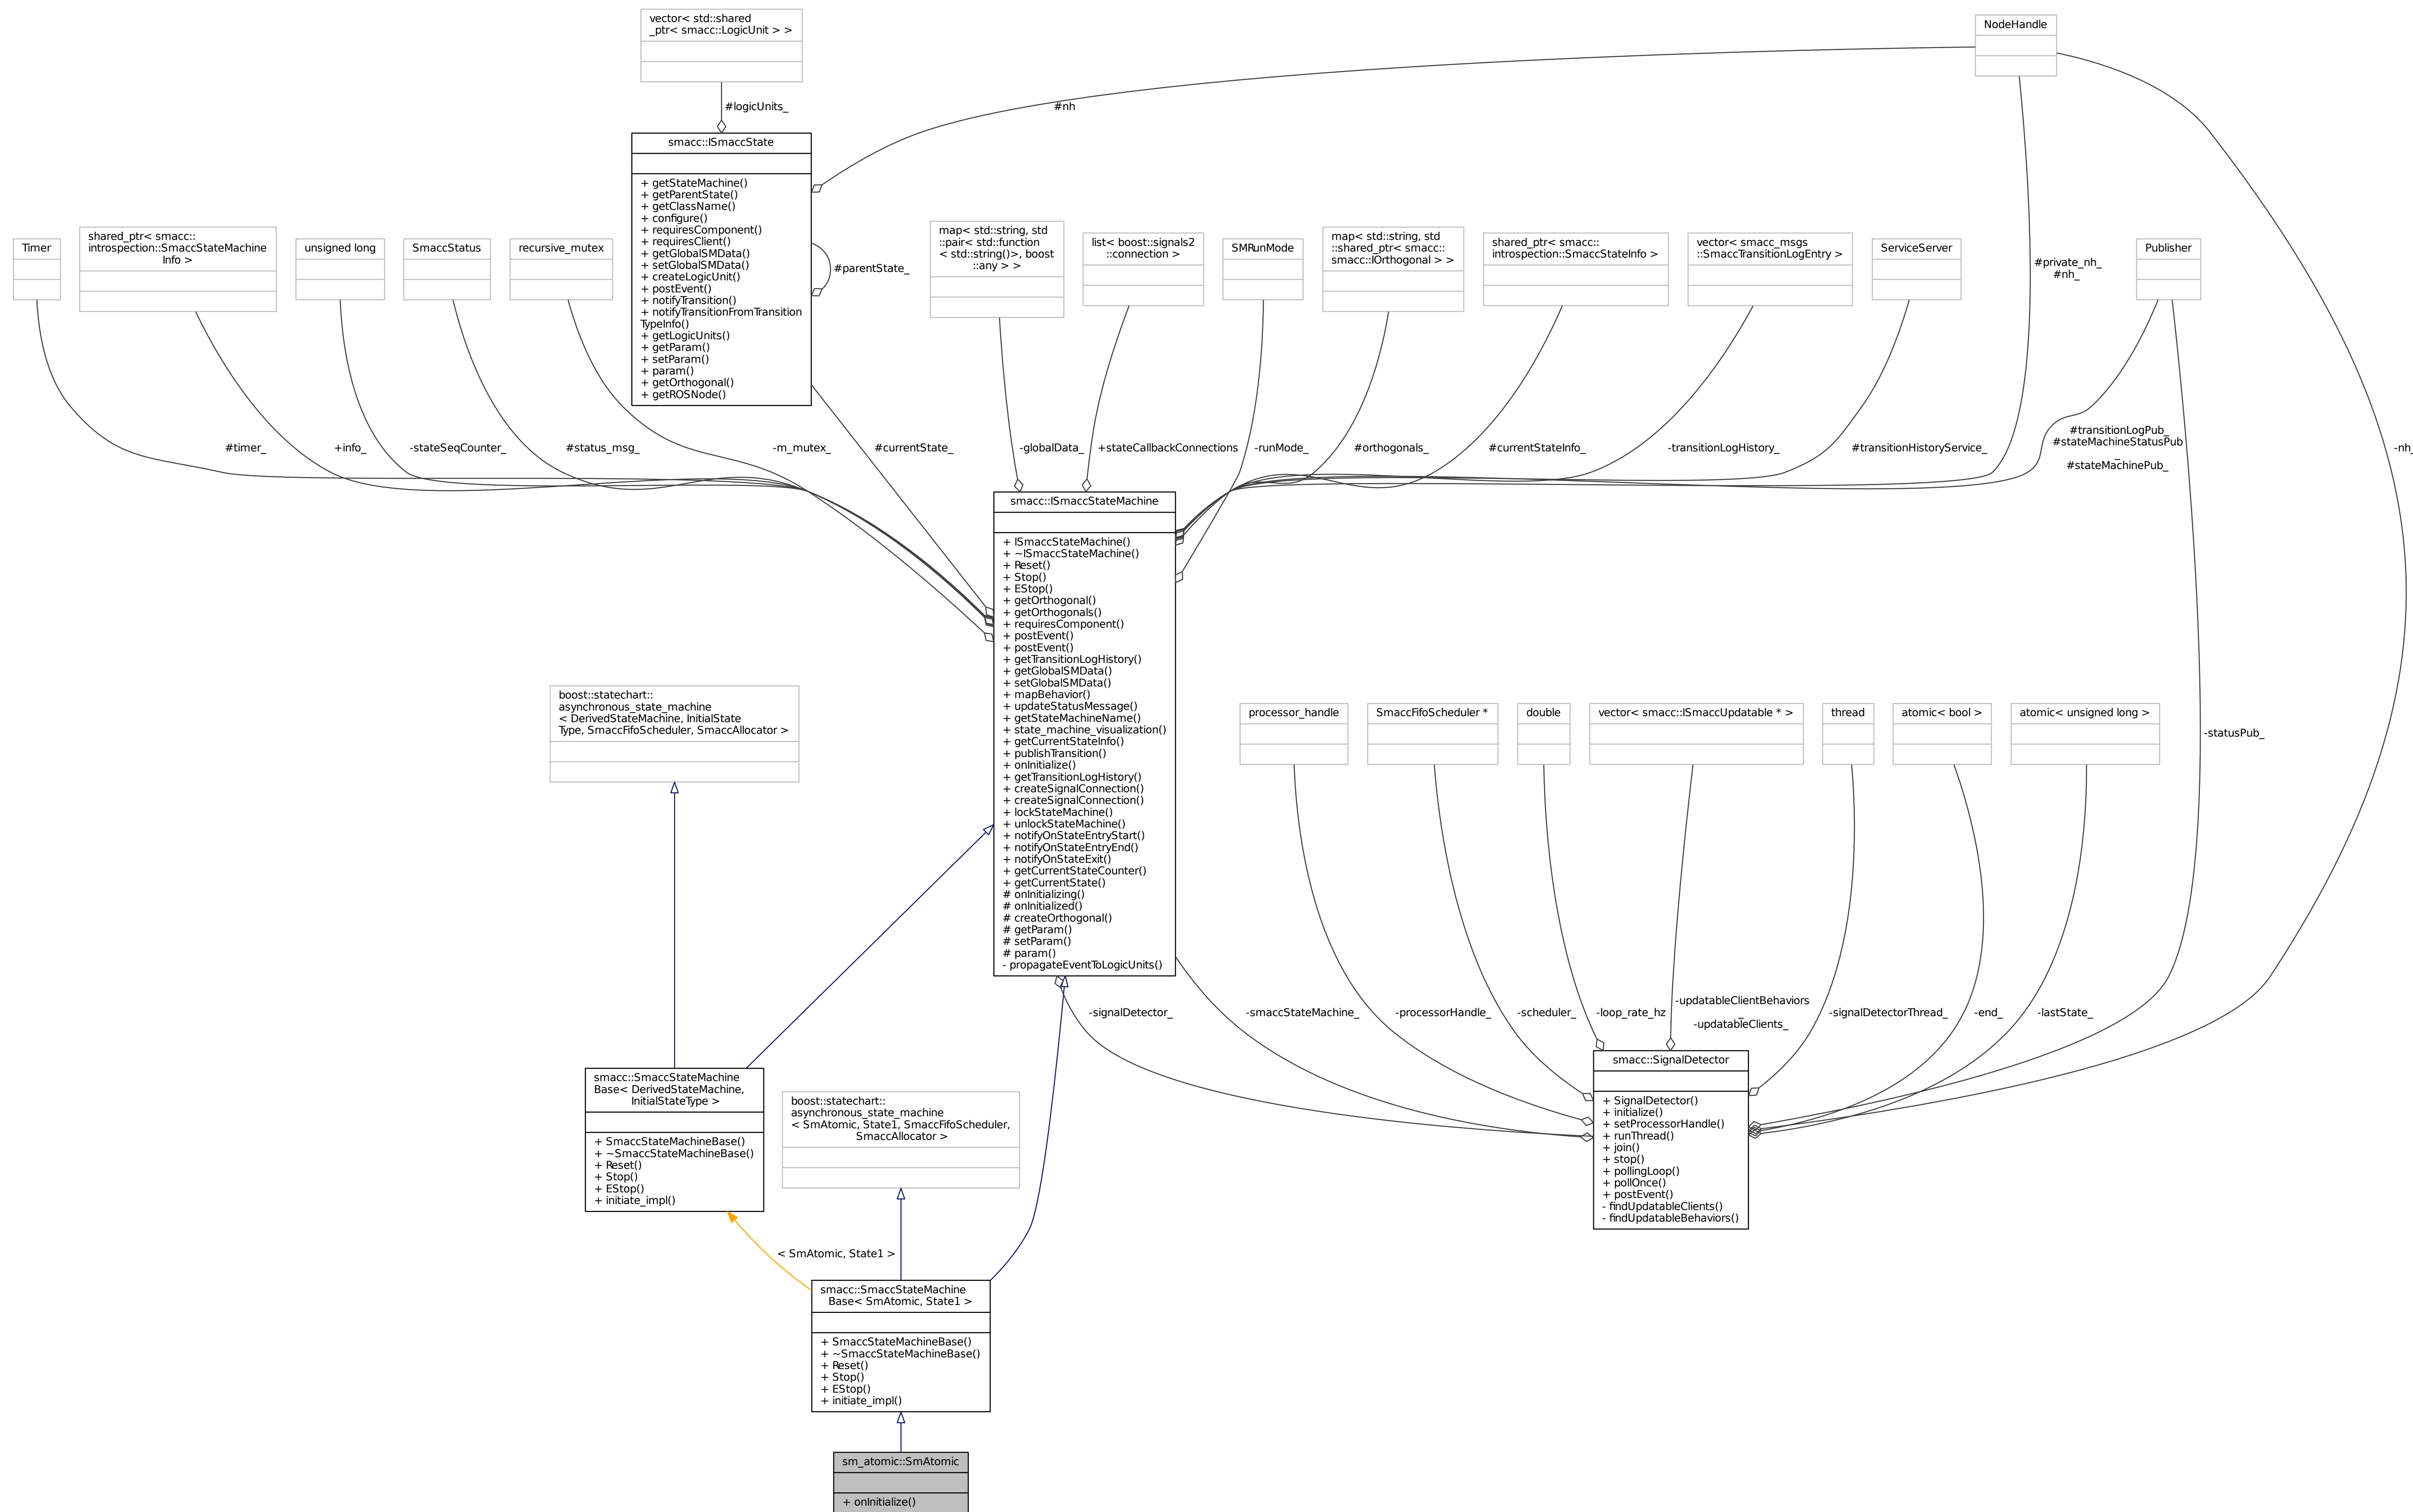 vector< std::shared
_ptr< smacc::LogicUnit > >
NodeHandle
#logicUnits_
#nh
smacc::ISmaccState
+ getStateMachine()
+ getParentState()
+ getClassName()
+ configure()
+ requiresComponent()
+ requiresClient()
+ getGlobalSMData()
+ setGlobalSMData()
+ createLogicUnit()
+ postEvent()
+ notifyTransition()
+ notifyTransitionFromTransition
TypeInfo()
+ getLogicUnits()
+ getParam()
+ setParam()
+ param()
+ getOrthogonal()
+ getROSNode()
#parentState_
Timer
shared_ptr< smacc::
introspection::SmaccStateMachine
Info >
unsigned long
SmaccStatus
recursive_mutex
map< std::string, std
::pair< std::function
< std::string()>, boost
::any > >
list< boost::signals2
::connection >
SMRunMode
map< std::string, std
::shared_ptr< smacc::
smacc::IOrthogonal > >
shared_ptr< smacc::
introspection::SmaccStateInfo >
vector< smacc_msgs
::SmaccTransitionLogEntry >
ServiceServer
#private_nh_
#nh_
Publisher
#timer_
+info_
-stateSeqCounter_
#status_msg_
-m_mutex_
#currentState_
-globalData_
+stateCallbackConnections
-runMode_
#orthogonals_
#currentStateInfo_
-transitionLogHistory_
#transitionHistoryService_
#transitionLogPub_
#stateMachineStatusPub
_
#stateMachinePub_
-nh_
smacc::ISmaccStateMachine
+ ISmaccStateMachine()
+ ~ISmaccStateMachine()
+ Reset()
+ Stop()
+ EStop()
+ getOrthogonal()
+ getOrthogonals()
+ requiresComponent()
+ postEvent()
+ postEvent()
+ getTransitionLogHistory()
+ getGlobalSMData()
+ setGlobalSMData()
+ mapBehavior()
+ updateStatusMessage()
+ getStateMachineName()
+ state_machine_visualization()
+ getCurrentStateInfo()
+ publishTransition()
+ onInitialize()
+ getTransitionLogHistory()
+ createSignalConnection()
+ createSignalConnection()
+ lockStateMachine()
+ unlockStateMachine()
+ notifyOnStateEntryStart()
+ notifyOnStateEntryEnd()
+ notifyOnStateExit()
+ getCurrentStateCounter()
+ getCurrentState()
# onInitializing()
# onInitialized()
# createOrthogonal()
# getParam()
# setParam()
# param()
- propagateEventToLogicUnits()
boost::statechart::
asynchronous_state_machine
< DerivedStateMachine, InitialState
Type, SmaccFifoScheduler, SmaccAllocator >
processor_handle
SmaccFifoScheduler *
double
vector< smacc::ISmaccUpdatable * >
thread
atomic< bool >
atomic< unsigned long >
-statusPub_
-signalDetector_
-smaccStateMachine_
-processorHandle_
-scheduler_
-loop_rate_hz
-updatableClientBehaviors
_
-updatableClients_
-signalDetectorThread_
-end_
-lastState_
smacc::SignalDetector
+ SignalDetector()
+ initialize()
+ setProcessorHandle()
+ runThread()
+ join()
+ stop()
+ pollingLoop()
+ pollOnce()
+ postEvent()
- findUpdatableClients()
- findUpdatableBehaviors()
smacc::SmaccStateMachine
Base< DerivedStateMachine,
InitialStateType >
+ SmaccStateMachineBase()
+ ~SmaccStateMachineBase()
+ Reset()
+ Stop()
+ EStop()
+ initiate_impl()
boost::statechart::
asynchronous_state_machine
< SmAtomic, State1, SmaccFifoScheduler,
SmaccAllocator >
< SmAtomic, State1 >
smacc::SmaccStateMachine
Base< SmAtomic, State1 >
+ SmaccStateMachineBase()
+ ~SmaccStateMachineBase()
+ Reset()
+ Stop()
+ EStop()
+ initiate_impl()
sm_atomic::SmAtomic
+ onInitialize()